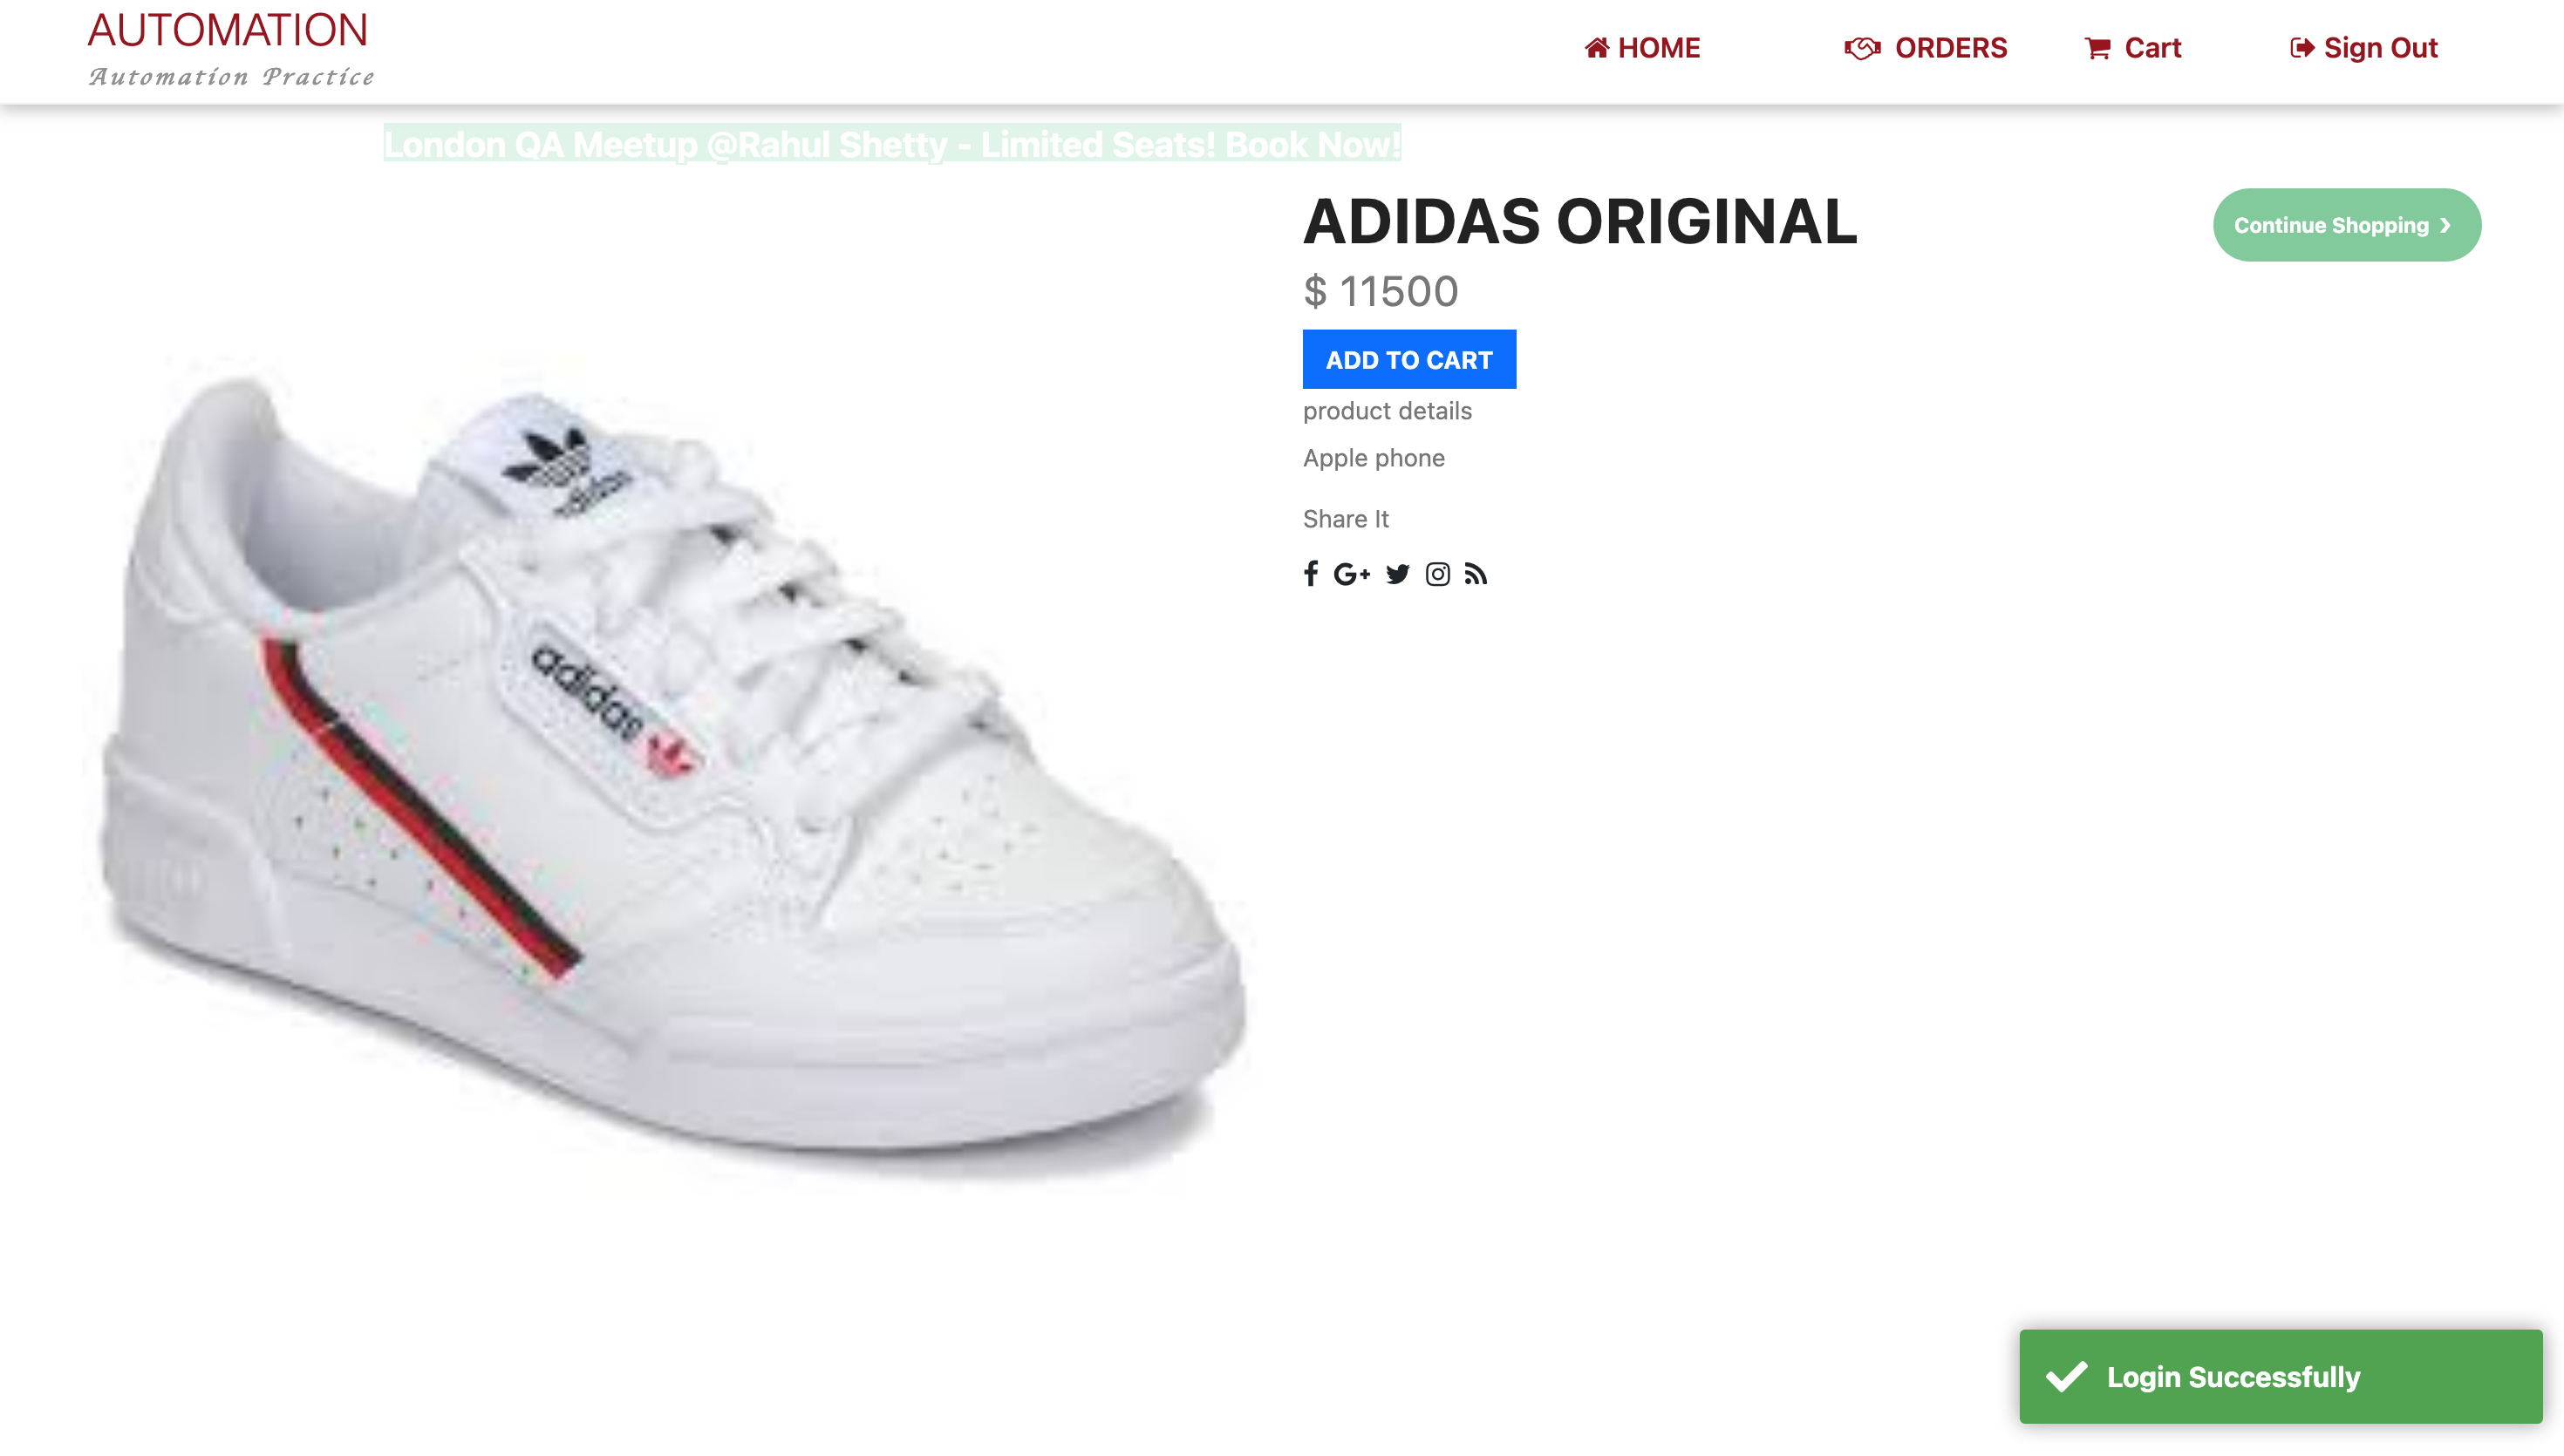 AUTOMATION
Automation Practice
HOME
ORDERS
Cart
Sign Out
London QA Meetup @Rahul Shetty - Limited Seats! Book Now!
ADIDAS ORIGINAL
Continue Shopping ❯
$ 11500
ADD TO CART
product details
Apple phone
Share It
adidas
Login Successfully